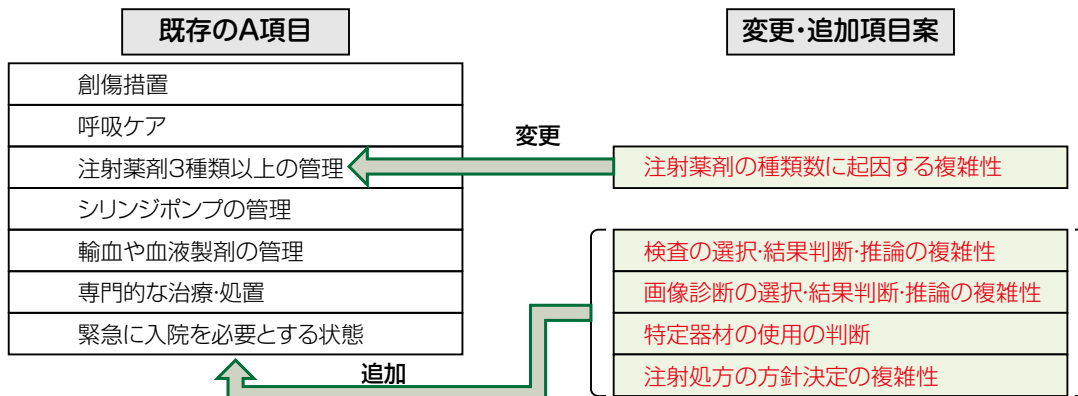 既存のA項目
創傷措置
呼吸ケア
注射薬剤3種類以上の管理
シリンジポンプの管理
輸血や血液製剤の管理
専門的な治療・処置
緊急に入院を必要とする状態
変更
追加
変更・追加項目案
注射薬剤の種類数に起因する複雑性
検査の選択・結果判断・推論の複雑性
画像診断の選択・結果判断・推論の複雑性
特定器材の使用の判断
注射処方の方針決定の複雑性